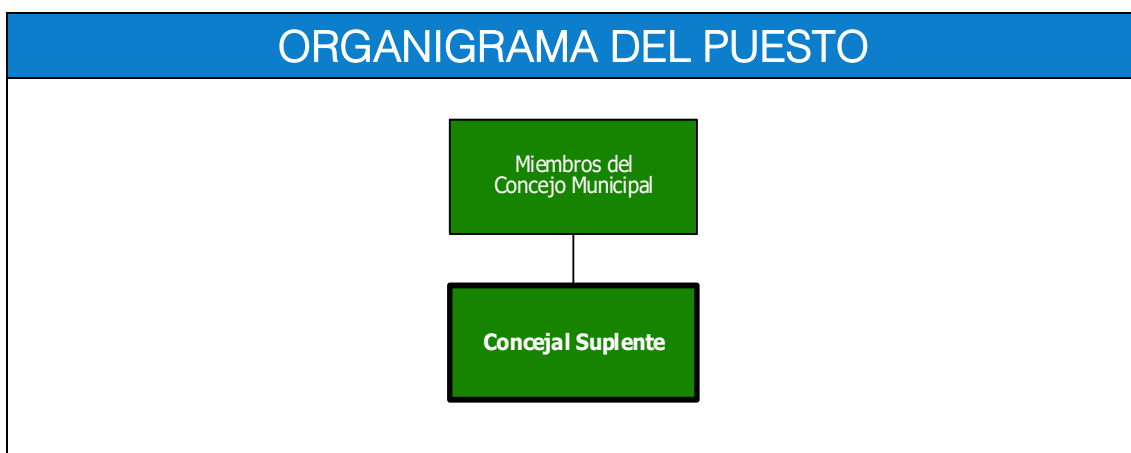 ORGANIGRAMA DEL PUESTO
Miembros del
Concejo Municipal
Concejal Suplente